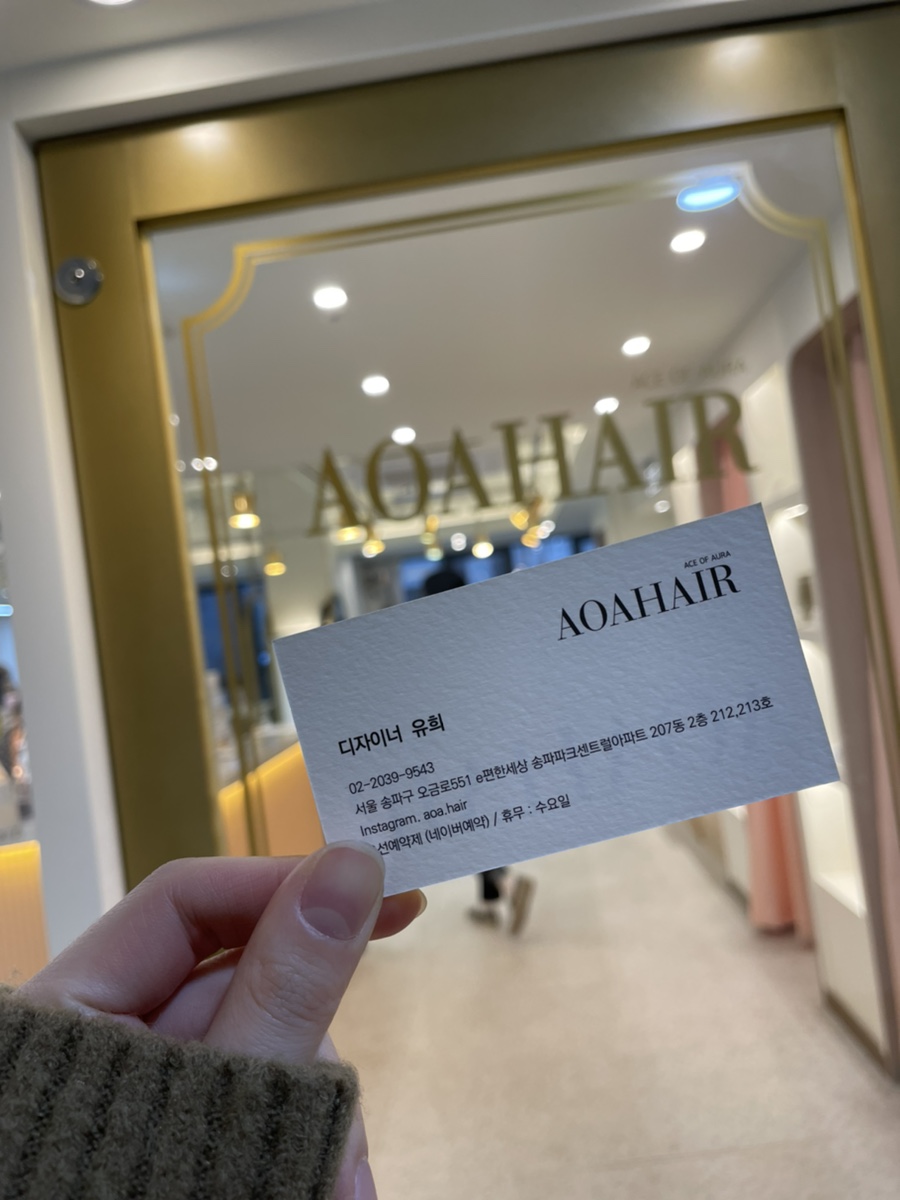 ACE OF AURA
AOAHAIR
ACE OF AURA
AOAHAIR
디자이너 유희
02-2039-9543
서울 송파구 오금로551 e편한세상 송파파크센트럴아파트 207동 2층 212,213호
Instagram. aoa.hair
선예약제 (네이버예약) / 휴무 : 수요일